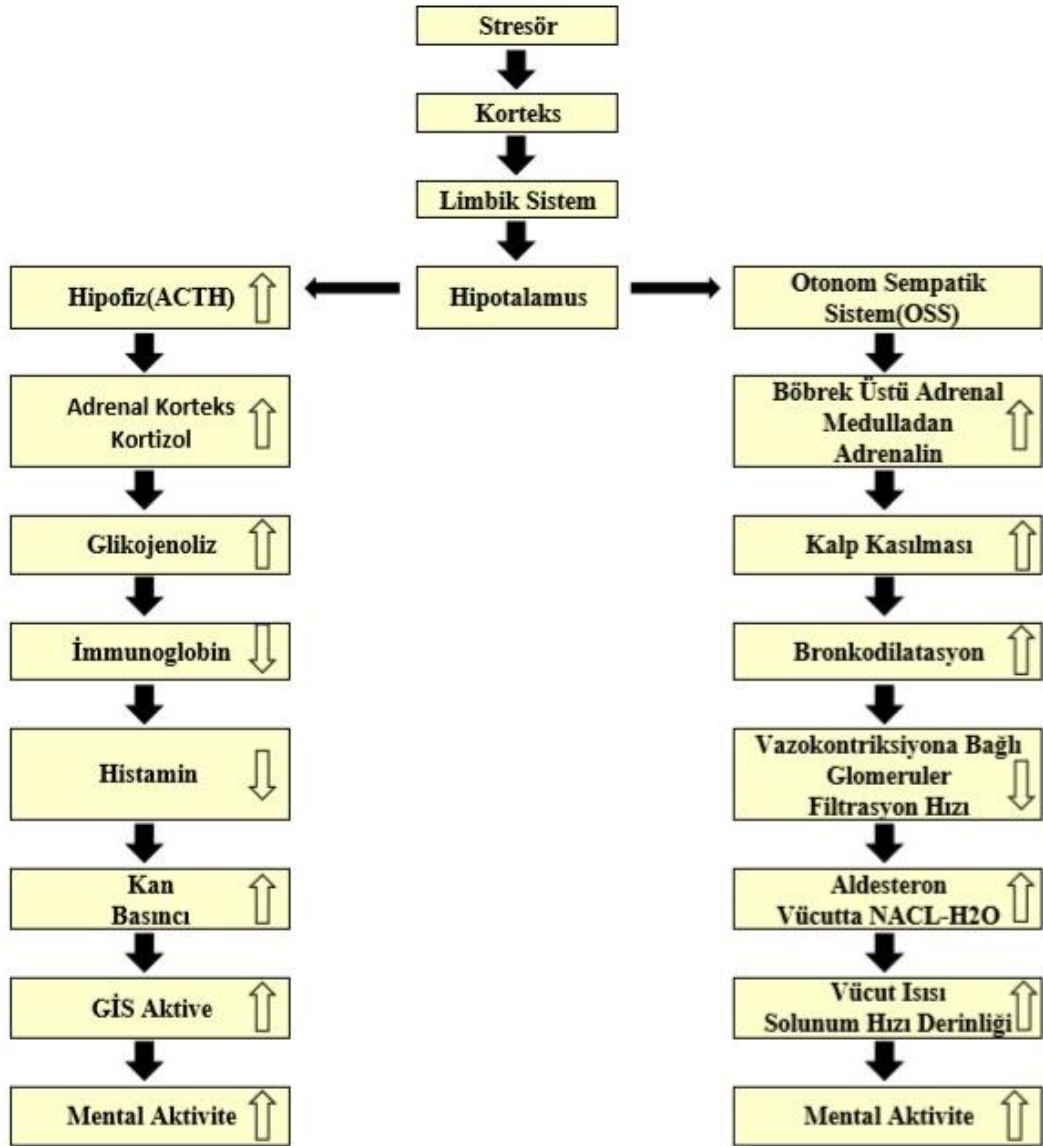 Stresör
Korteks
Limbik Sistem
Hipotalamus
Hipofiz(ACTH)
Adrenal Korteks
Kortizol
Glikojenoliz
İmmunoglobin
Histamin
Kan
Basıncı
GİS Aktive
Mental Aktivite
Otonom Sempatik
Sistem(OSS)
Böbrek Üstü Adrenal
Medulladan
Adrenalin
Kalp Kasılması
Bronkodilatasyon
Vazokontriksiyona Bağlı
Glomeruler
Filtrasyon Hızı
Aldesteron
Vücutta NACL-H2O
Vücut Isısı
Solunum Hızı Derinliği
Mental Aktivite